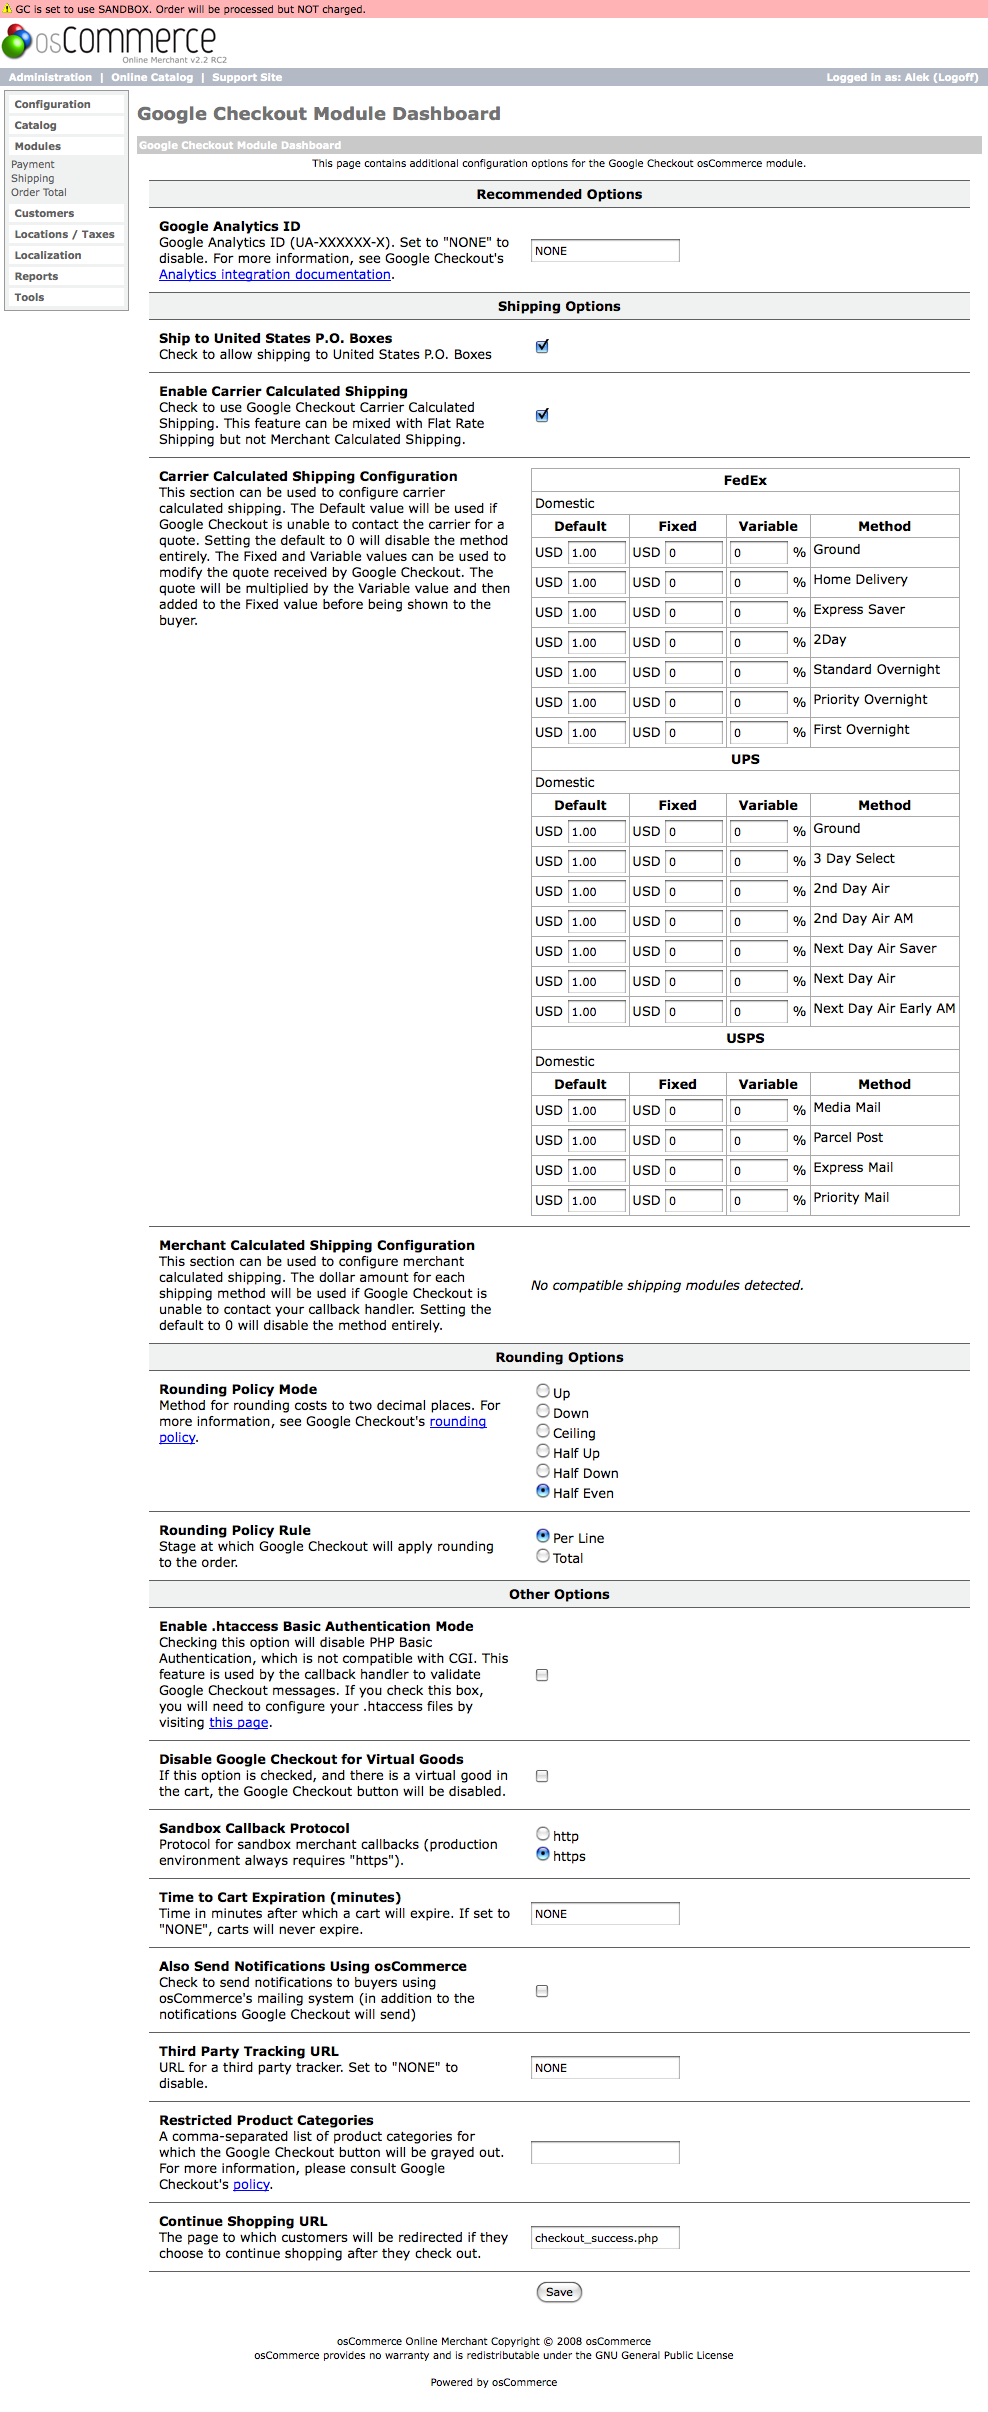 GC is set to use SANDBOX. Order will be processed but NOT charged.
osCommerce
Online Merchant v2.2 RC2
Administration | Online Catalog | Support Site
Logged in as: Alek (Logoff)
Configuration
Catalog
Modules
Payment
Shipping
Order Total
Customers
Locations / Taxes
Localization
Reports
Tools
Google Checkout Module Dashboard
Google Checkout Module Dashboard
This page contains additional configuration options for the Google Checkout osCommerce module.
Recommended Options
Google Analytics ID
Google Analytics ID (UA-XXXXXX-X). Set to "NONE" to
disable. For more information, see Google Checkout's
Analytics integration documentation.
NONE
Shipping Options
Ship to United States P.O. Boxes
Check to allow shipping to United States P.O. Boxes
Enable Carrier Calculated Shipping
Check to use Google Checkout Carrier Calculated
Shipping. This feature can be mixed with Flat Rate
Shipping but not Merchant Calculated Shipping.
Carrier Calculated Shipping Configuration
This section can be used to configure carrier
calculated shipping. The Default value will be used if
Google Checkout is unable to contact the carrier for a
quote. Setting the default to 0 will disable the method
entirely. The Fixed and Variable values can be used to
modify the quote received by Google Checkout. The
quote will be multiplied by the Variable value and then
added to the Fixed value before being shown to the
buyer.
FedEx
Domestic
Default Fixed Variable Method
USD 1.00 USD 0 0 % Ground
USD 1.00 USD 0 0 % Home Delivery
USD 1.00 USD 0 0 % Express Saver
USD 1.00 USD 0 0 % 2Day
USD 1.00 USD 0 0 % Standard Overnight
USD 1.00 USD 0 0 % Priority Overnight
USD 1.00 USD 0 0 % First Overnight
UPS
Domestic
Default Fixed Variable Method
USD 1.00 USD 0 0 % Ground
USD 1.00 USD 0 0 % 3 Day Select
USD 1.00 USD 0 0 % 2nd Day Air
USD 1.00 USD 0 0 % 2nd Day Air AM
USD 1.00 USD 0 0 % Next Day Air Saver
USD 1.00 USD 0 0 % Next Day Air
USD 1.00 USD 0 0 % Next Day Air Early AM
USPS
Domestic
Default Fixed Variable Method
USD 1.00 USD 0 0 % Media Mail
USD 1.00 USD 0 0 % Parcel Post
USD 1.00 USD 0 0 % Express Mail
USD 1.00 USD 0 0 % Priority Mail
Merchant Calculated Shipping Configuration
This section can be used to configure merchant
calculated shipping. The dollar amount for each
shipping method will be used if Google Checkout is
unable to contact your callback handler. Setting the
default to 0 will disable the method entirely.
No compatible shipping modules detected.
Rounding Options
Rounding Policy Mode
Method for rounding costs to two decimal places. For
more information, see Google Checkout's rounding
policy.
Up
Down
Ceiling
Half Up
Half Down
Half Even
Rounding Policy Rule
Stage at which Google Checkout will apply rounding
to the order.
Per Line
Total
Other Options
Enable .htaccess Basic Authentication Mode
Checking this option will disable PHP Basic
Authentication, which is not compatible with CGI. This
feature is used by the callback handler to validate
Google Checkout messages. If you check this box,
you will need to configure your .htaccess files by
visiting this page.
Disable Google Checkout for Virtual Goods
If this option is checked, and there is a virtual good in
the cart, the Google Checkout button will be disabled.
Sandbox Callback Protocol
Protocol for sandbox merchant callbacks (production
environment always requires "https").
http
https
Time to Cart Expiration (minutes)
Time in minutes after which a cart will expire. If set to
"NONE", carts will never expire.
NONE
Also Send Notifications Using osCommerce
Check to send notifications to buyers using
osCommerce's mailing system (in addition to the
notifications Google Checkout will send)
Third Party Tracking URL
URL for a third party tracker. Set to "NONE" to
disable.
NONE
Restricted Product Categories
A comma-separated list of product categories for
which the Google Checkout button will be grayed out.
For more information, please consult Google
Checkout's policy.
Continue Shopping URL
The page to which customers will be redirected if they
choose to continue shopping after they check out.
checkout_success.php
Save
osCommerce Online Merchant Copyright © 2008 osCommerce
osCommerce provides no warranty and is redistributable under the GNU General Public License
Powered by osCommerce